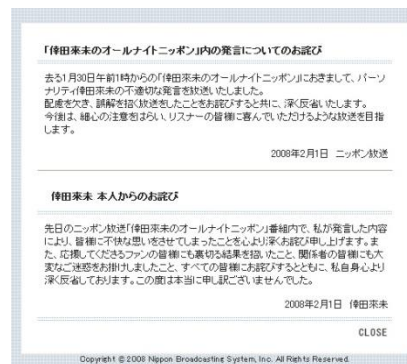 「倖田來未のオールナイトニッポン」内の発言についてのお詫び
去る1月30日午前1時からの「倖田來未のオールナイトニッポン」におきまして、パーソ
ナリティ倖田來未の不適切な発言を放送いたしました。
配慮を欠き、誤解を招く放送をしたことをお詫びすると共に、深く反省いたします。
今後は、細心の注意をはらい、リスナーの皆様に喜んでいただけるような放送を目指
します。
2008年2月1日 ニッポン放送
倖田來未 本人からのお詫び
先日のニッポン放送「倖田來未のオールナイトニッポン」番組内で、私が発言した内容
により、皆様に不快な思いをさせてしまったことを心より深くお詫び申し上げます。ま
た、応援してくださるファンの皆様にも裏切る結果を招いたこと、関係者の皆様にも大
変なご迷惑をお掛けしましたこと、すべての皆様にお詫びするとともに、私自身心より
深く反省しております。この度は本当に申し訳ございませんでした。
2008年2月1日 倖田來未
CLOSE
Copyright © 2008 Nippon Broadcasting System, Inc. All Rights Reserved.